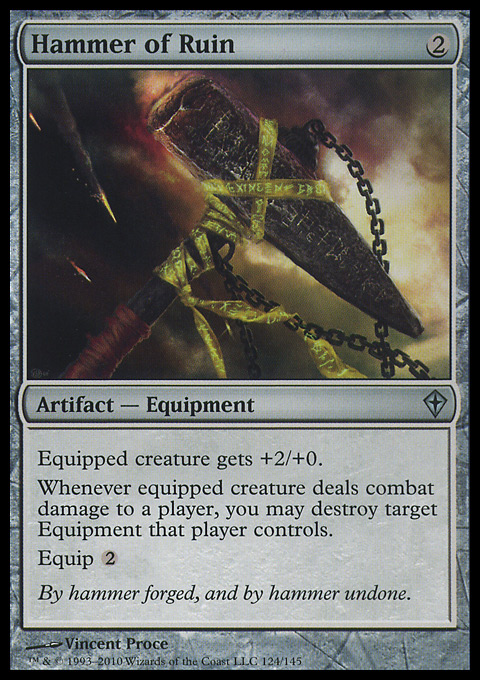 Hammer of Ruin 2
Artifact — Equipment
Equipped creature gets +2/+0.
Whenever equipped creature deals combat
damage to a player, you may destroy target
Equipment that player controls.
Equip 2
By hammer forged, and by hammer undone.
Vincent Proce
™ & © 1993–2010 Wizards of the Coast LLC 124/145